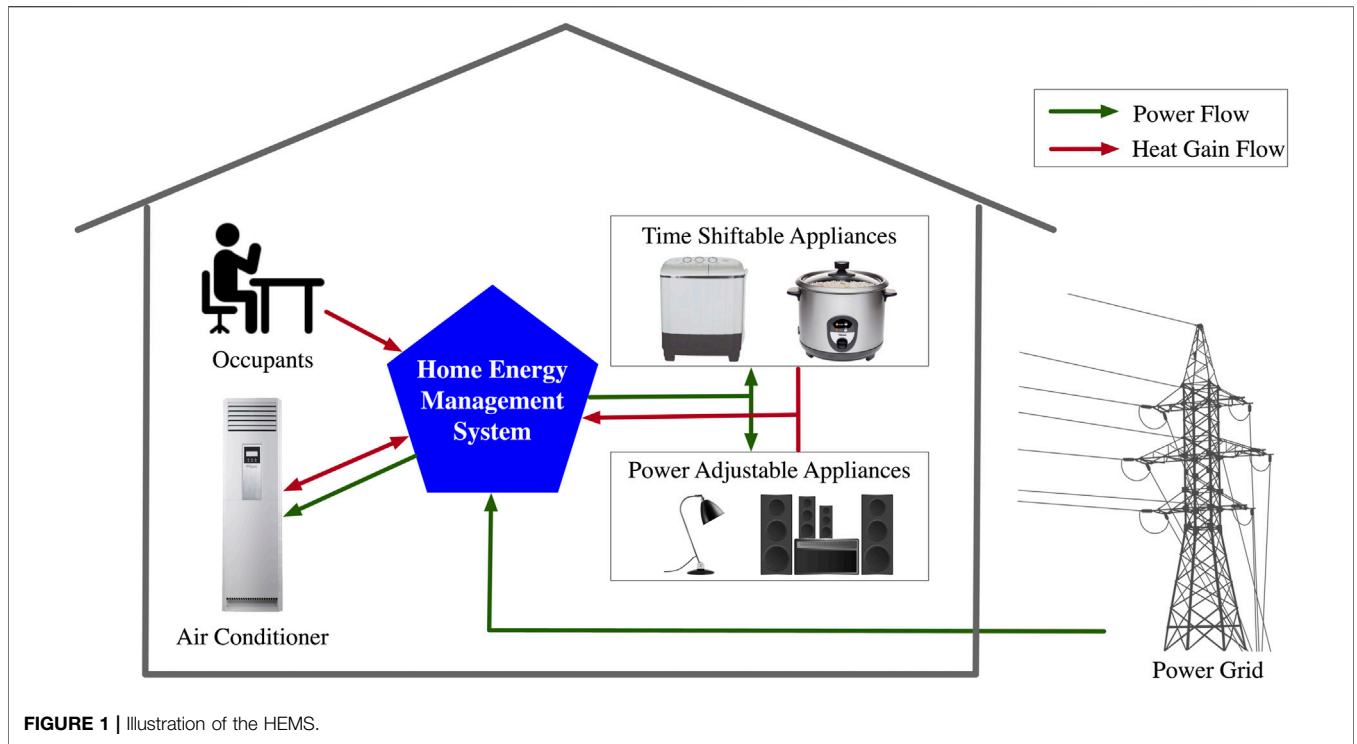 Power Flow
Heat Gain Flow
Time Shiftable Appliances
Occupants
Home Energy
Management
System
Power Adjustable Appliances
Air Conditioner
Power Grid
FIGURE 1 | Illustration of the HEMS.